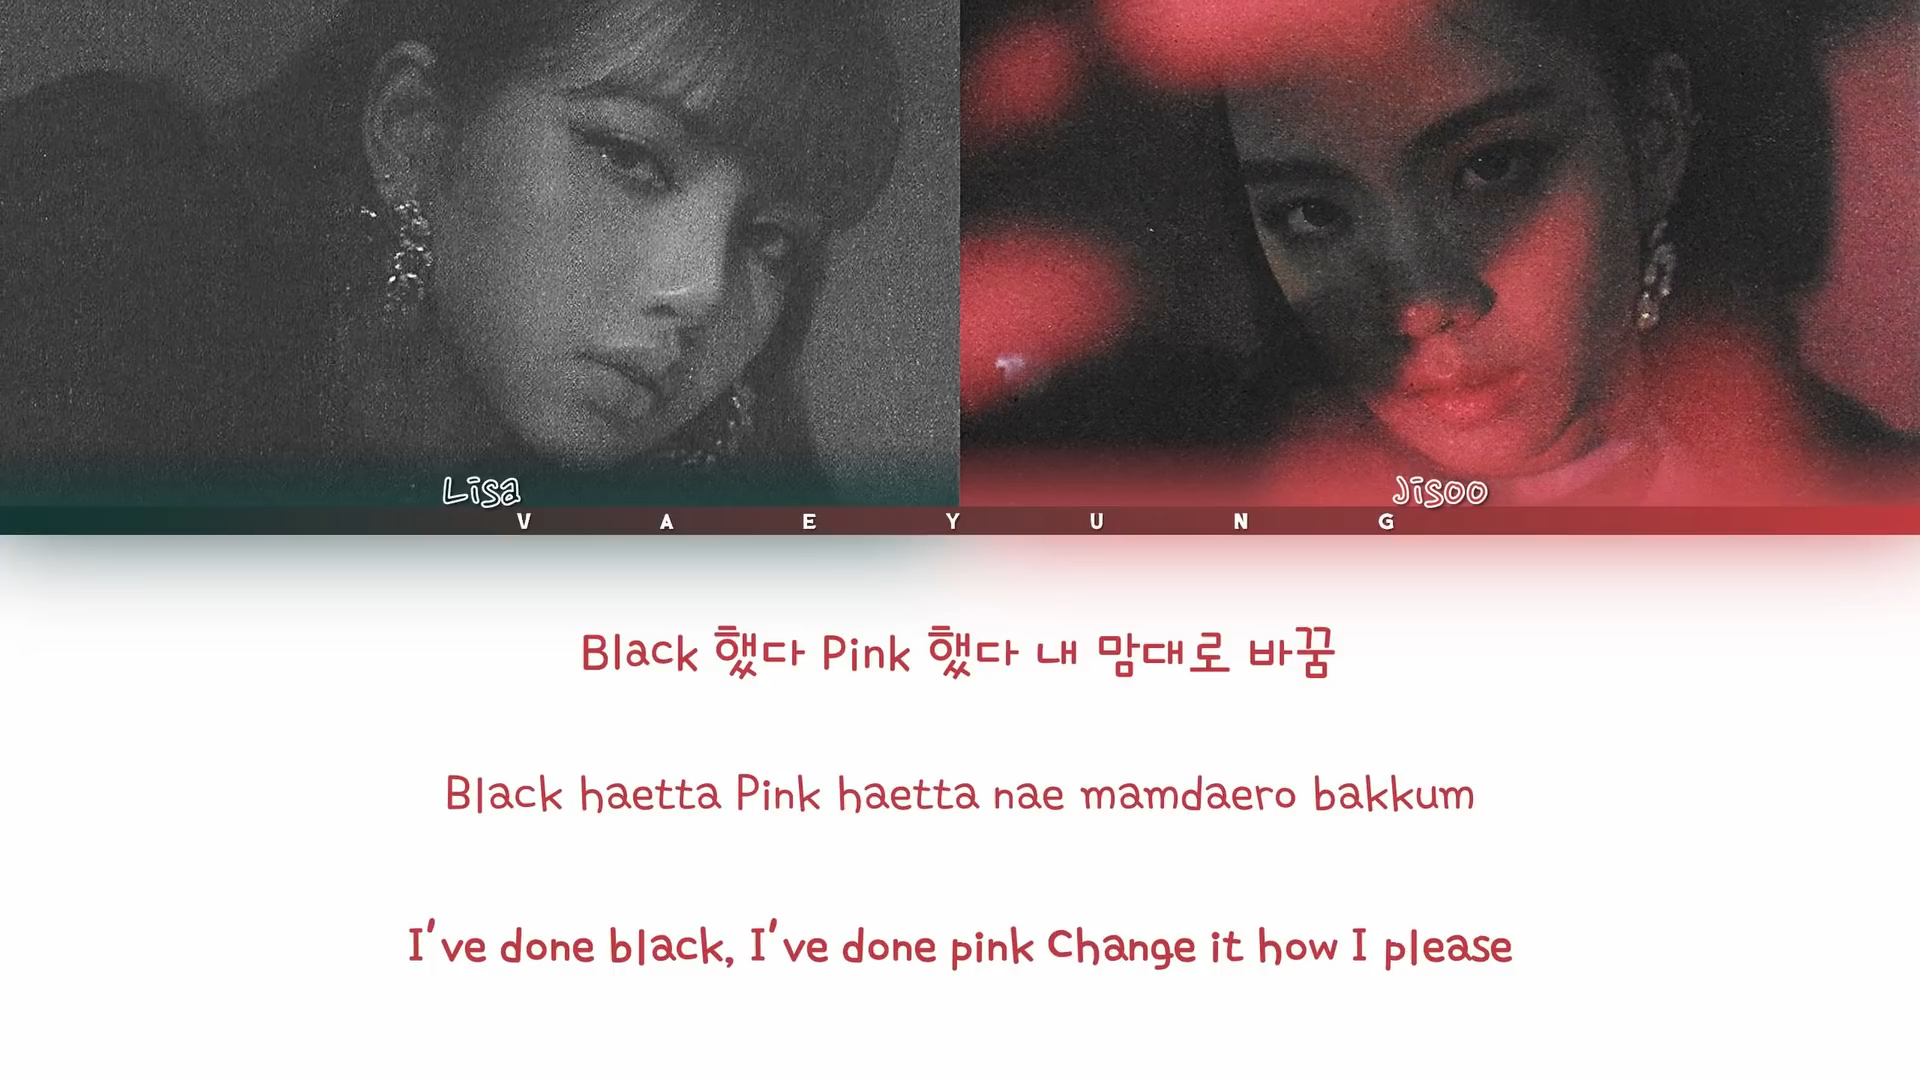 Lisa
Jisoo
V A E Y U N G
Black 했다 Pink 했다 내 맘대로 바꿈
Black haetta Pink haetta nae mamdaero bakkum
I've done black, I've done pink Change it how I please